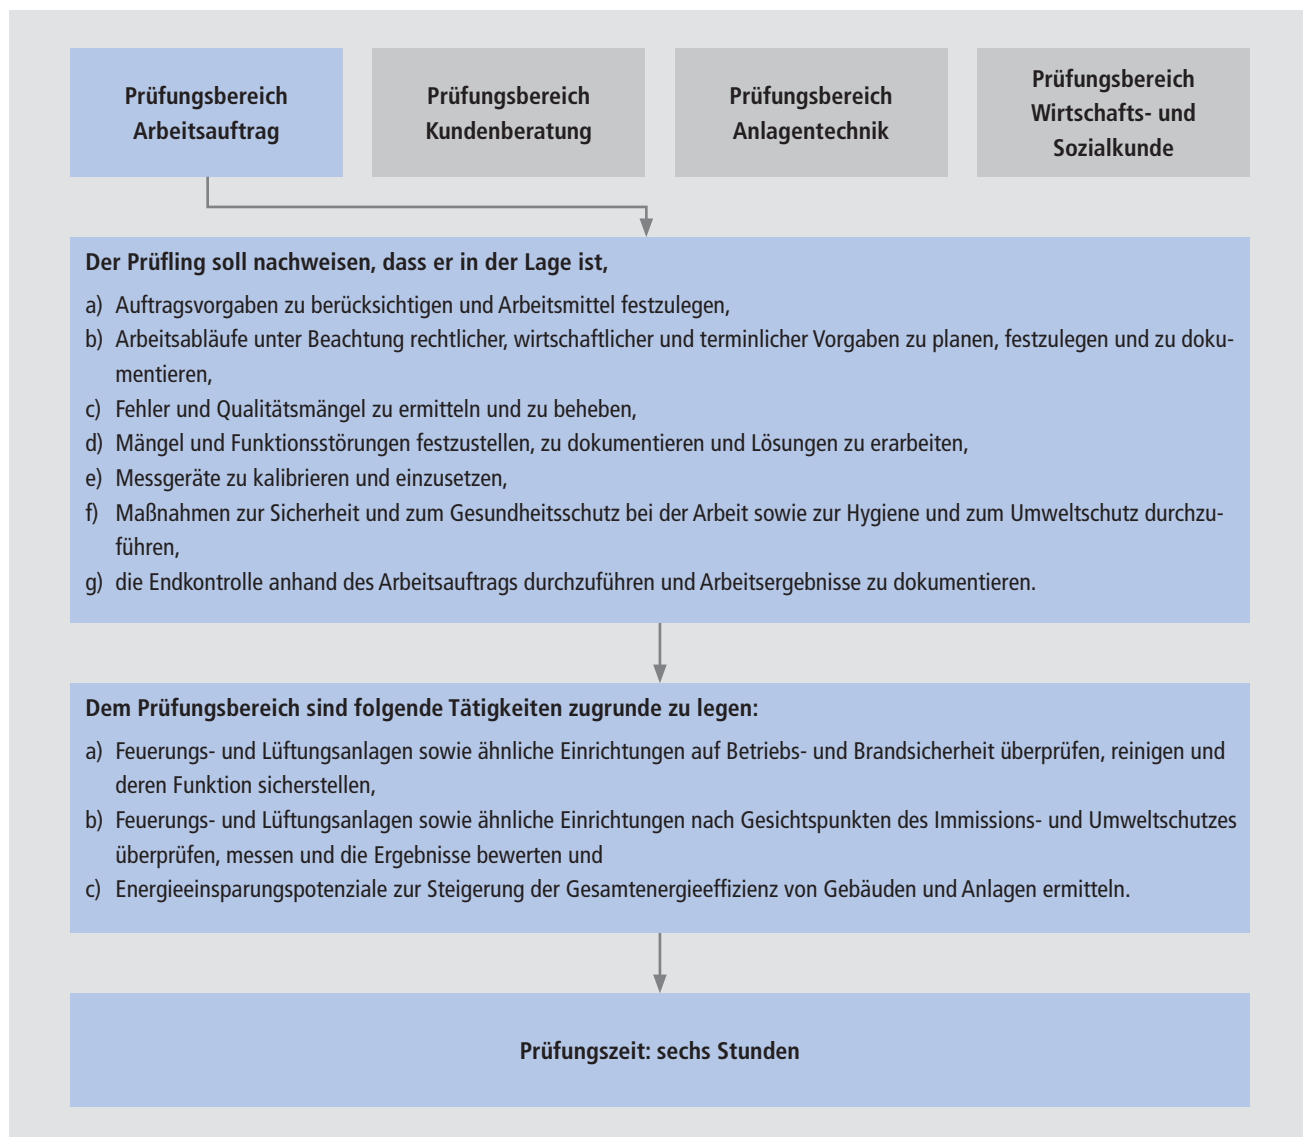 Prüfungsbereich
Arbeitsauftrag
Prüfungsbereich
Kundenberatung
Prüfungsbereich
Anlagentechnik
Prüfungsbereich
Wirtschafts- und
Sozialkunde
Der Prüfling soll nachweisen, dass er in der Lage ist,
a) Auftragsvorgaben zu berücksichtigen und Arbeitsmittel festzulegen,
b) Arbeitsabläufe unter Beachtung rechtlicher, wirtschaftlicher und terminlicher Vorgaben zu planen, festzulegen und zu doku-
mentieren,
c) Fehler und Qualitätsmängel zu ermitteln und zu beheben,
d) Mängel und Funktionsstörungen festzustellen, zu dokumentieren und Lösungen zu erarbeiten,
e) Messgeräte zu kalibrieren und einzusetzen,
f) Maßnahmen zur Sicherheit und zum Gesundheitsschutz bei der Arbeit sowie zur Hygiene und zum Umweltschutz durchzu-
führen,
g) die Endkontrolle anhand des Arbeitsauftrags durchzuführen und Arbeitsergebnisse zu dokumentieren.
Dem Prüfungsbereich sind folgende Tätigkeiten zugrunde zu legen:
a) Feuerungs- und Lüftungsanlagen sowie ähnliche Einrichtungen auf Betriebs- und Brandsicherheit überprüfen, reinigen und
deren Funktion sicherstellen,
b) Feuerungs- und Lüftungsanlagen sowie ähnliche Einrichtungen nach Gesichtspunkten des Immissions- und Umweltschutzes
überprüfen, messen und die Ergebnisse bewerten und
c) Energieeinsparungspotenziale zur Steigerung der Gesamtenergieeffizienz von Gebäuden und Anlagen ermitteln.
Prüfungszeit: sechs Stunden